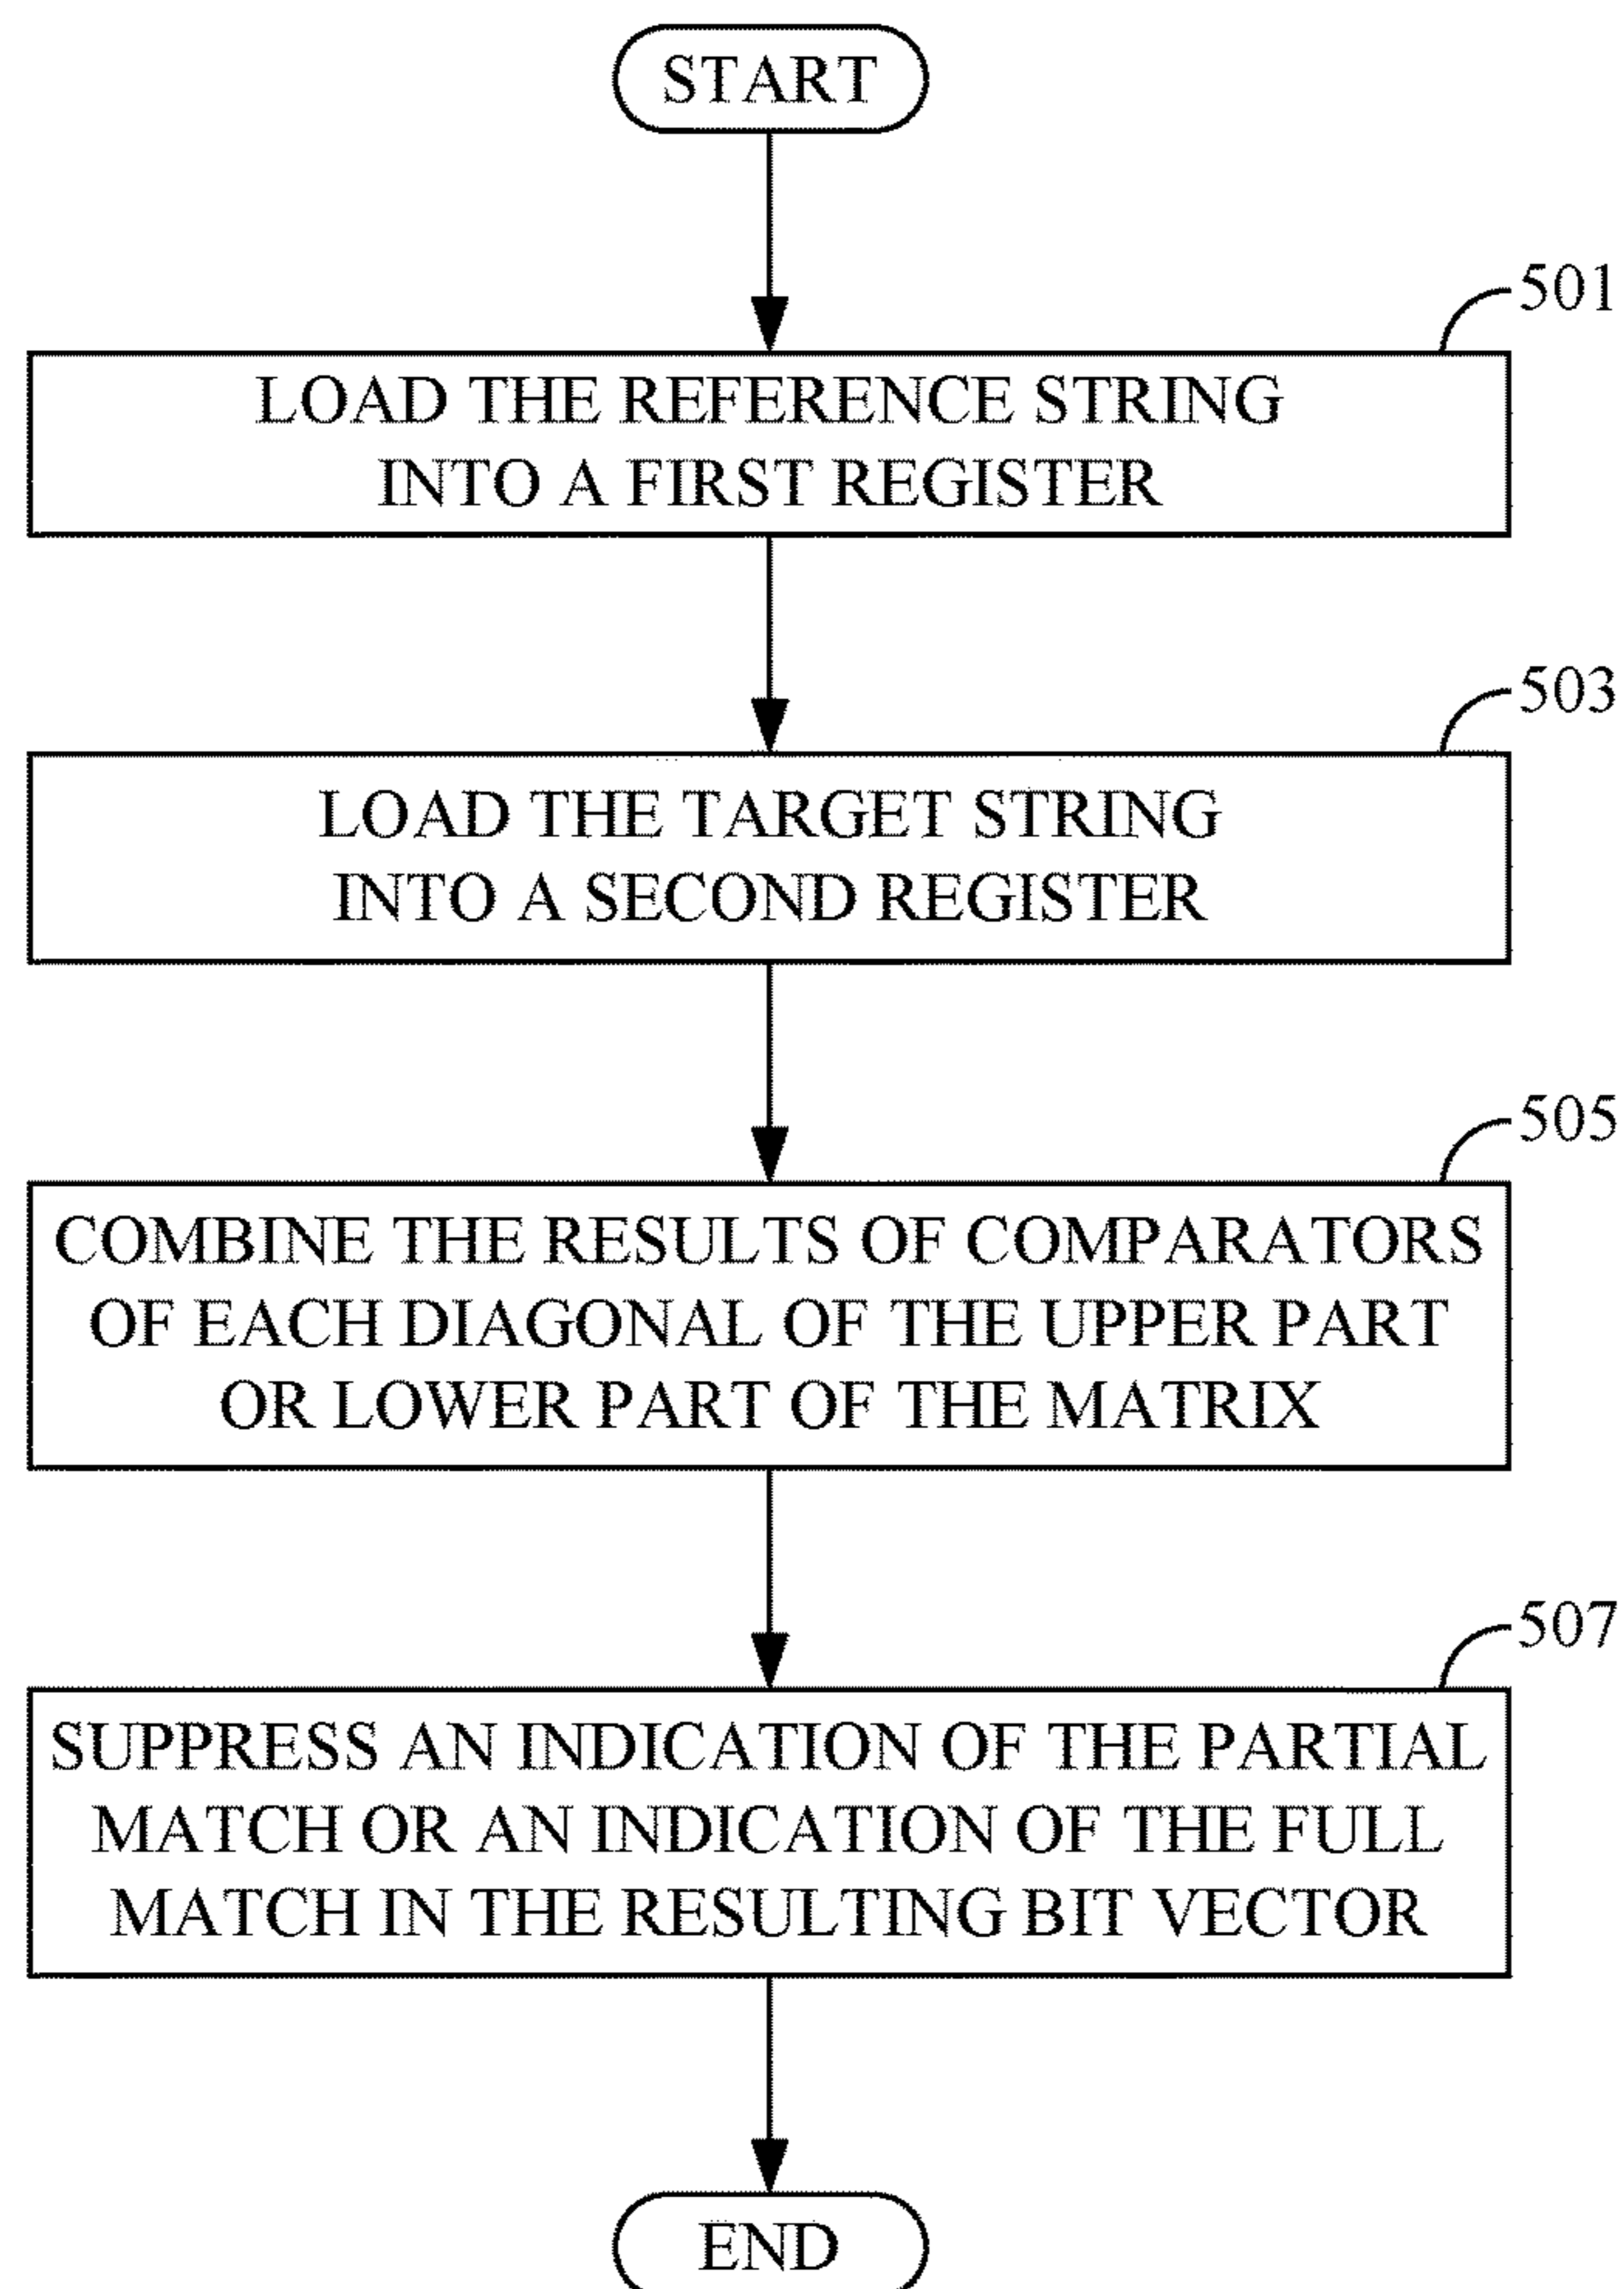 START
501
LOAD THE REFERENCE STRING
INTO A FIRST REGISTER
503
LOAD THE TARGET STRING
INTO A SECOND REGISTER
505
COMBINE THE RESULTS OF COMPARATORS
OF EACH DIAGONAL OF THE UPPER PART
OR LOWER PART OF THE MATRIX
507
SUPPRESS AN INDICATION OF THE PARTIAL
MATCH OR AN INDICATION OF THE FULL
MATCH IN THE RESULTING BIT VECTOR
END